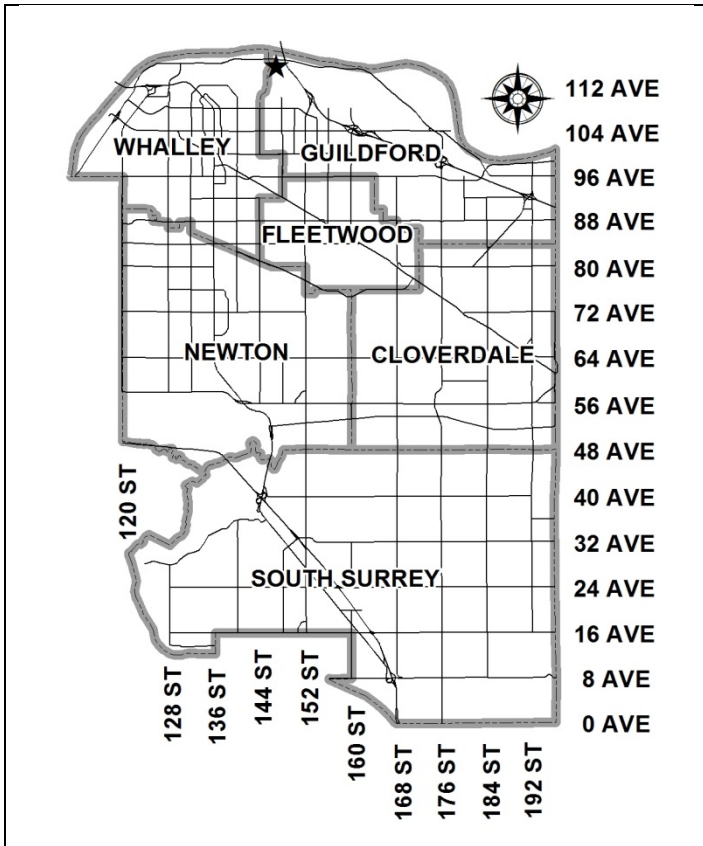 112 AVE
104 AVE
WHALLEY
GUILDFORD
96 AVE
88 AVE
FLEETWOOD
80 AVE
72 AVE
NEWTON
CLOVERDALE
64 AVE
56 AVE
48 AVE
120 ST
40 AVE
32 AVE
SOUTH SURREY
24 AVE
16 AVE
8 AVE
0 AVE
128 ST
136 ST
144 ST
152 ST
160 ST
168 ST
176 ST
184 ST
192 ST